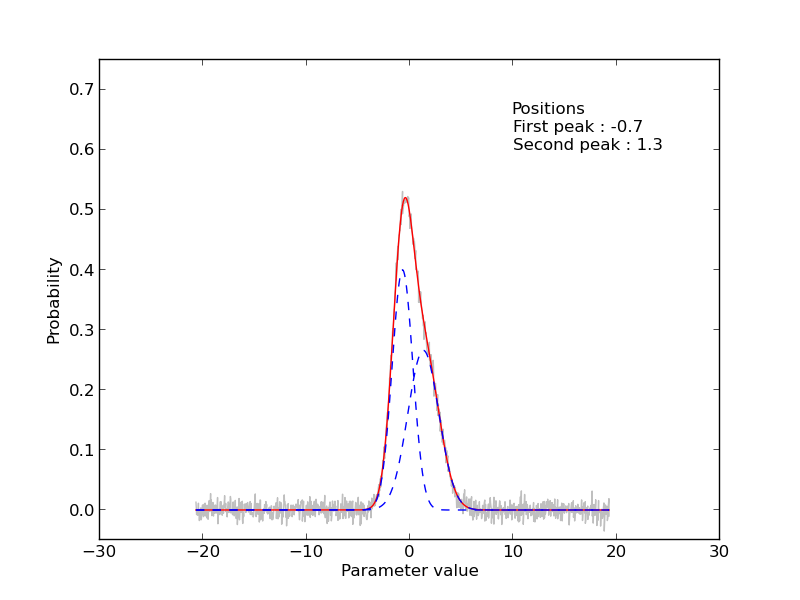 0.7
0.6
0.5
0.4
0.3
0.2
0.1
0.0
Probability
Positions
First peak : -0.7
Second peak : 1.3
−30 −20 −10 0 10 20 30
Parameter value